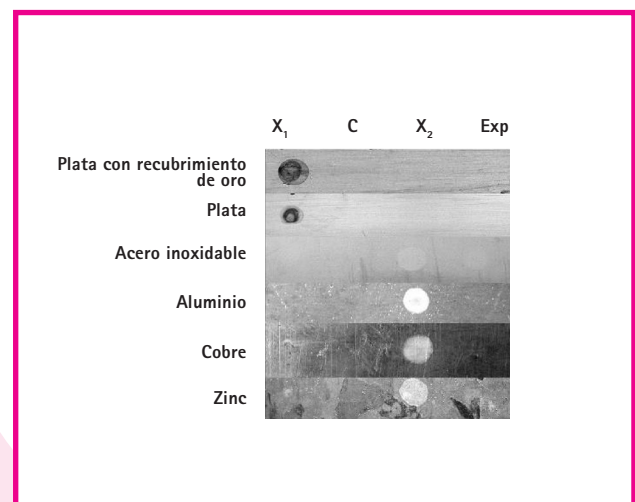 X₁ C X₂ Exp
Plata con recubrimiento
de oro
Plata
Acero inoxidable
Aluminio
Cobre
Zinc